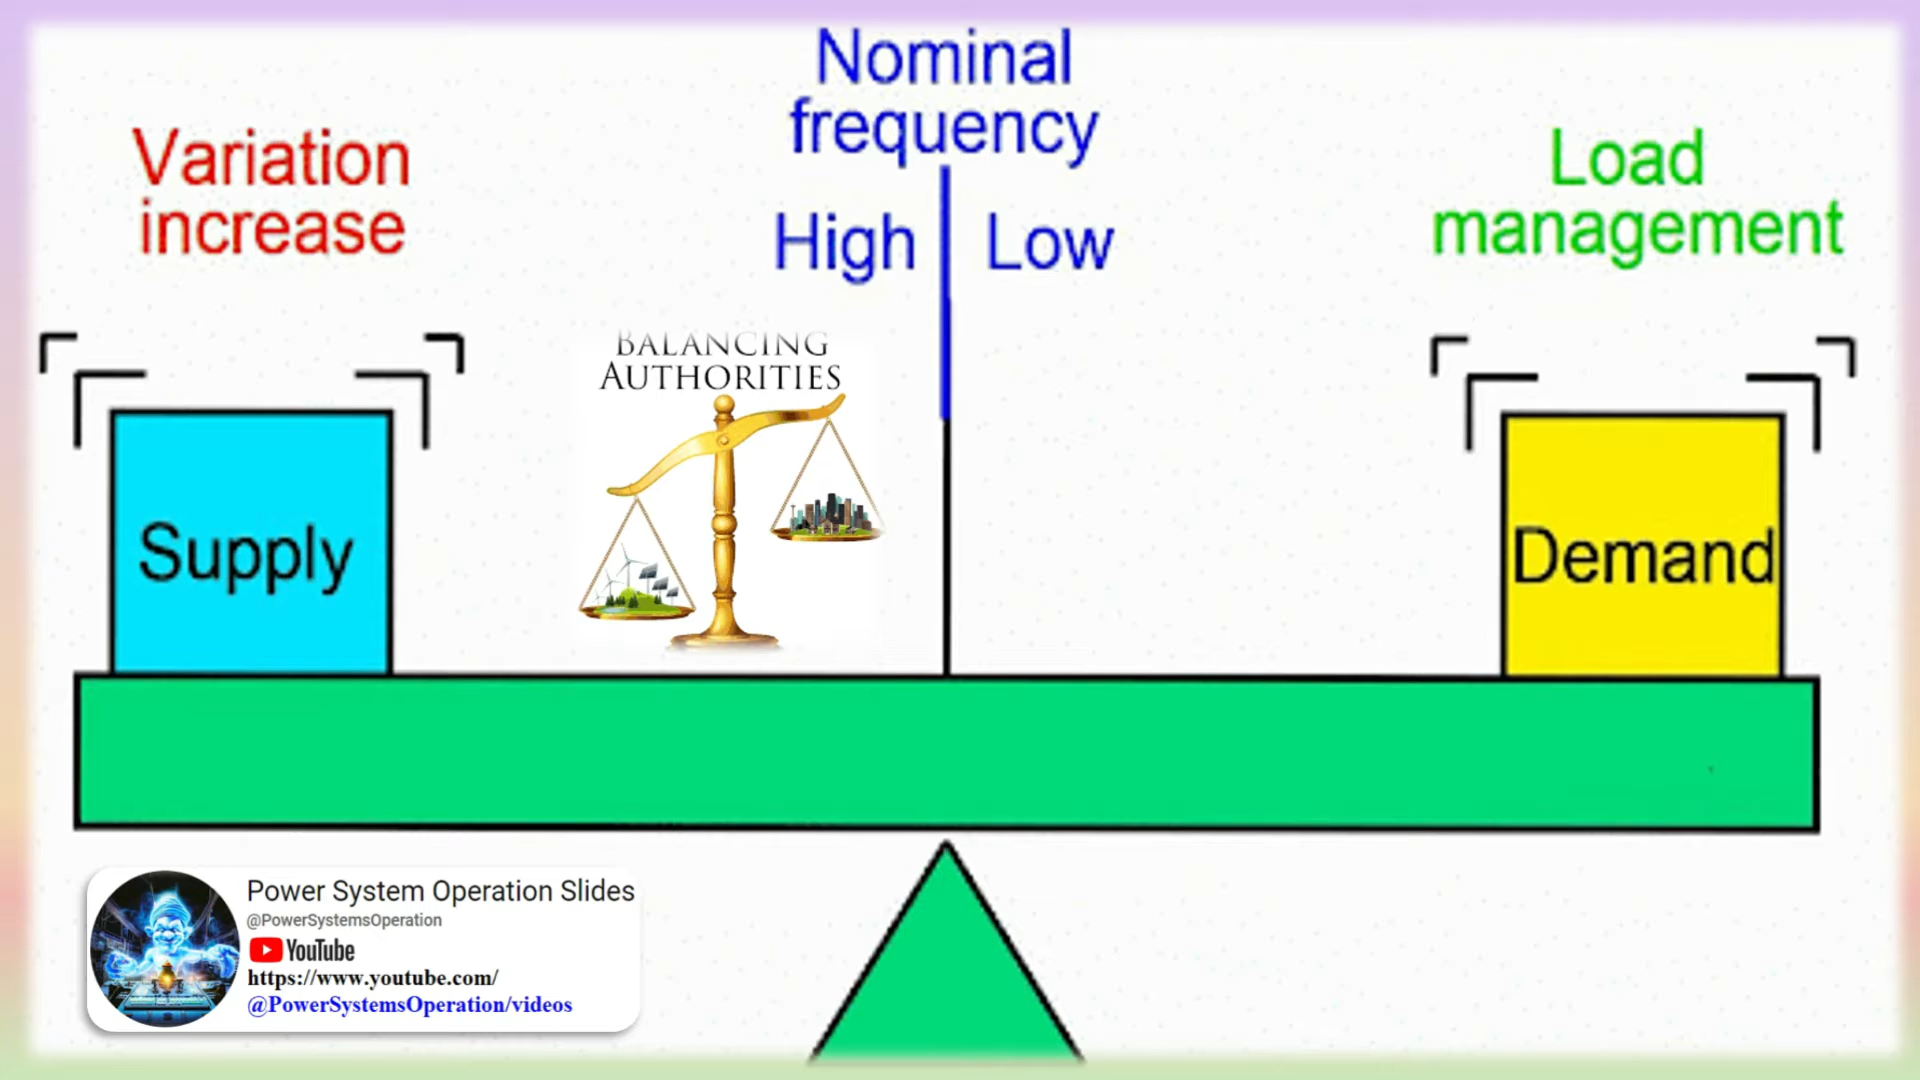 Nominal
frequency
Variation
increase
Load
management
High
Low
BALANCING
AUTHORITIES
Supply
Demand
Power System Operation Slides
@PowerSystemsOperation
YouTube
https://www.youtube.com/
@PowerSystemsOperation/videos